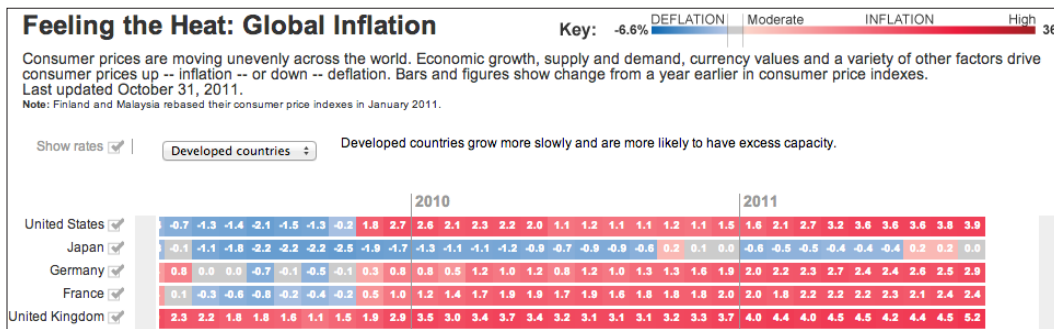 Feeling the Heat: Global Inflation
Key: -6.6% DEFLATION Moderate INFLATION High 36
Consumer prices are moving unevenly across the world. Economic growth, supply and demand, currency values and a variety of other factors drive
consumer prices up -- inflation -- or down -- deflation. Bars and figures show change from a year earlier in consumer price indexes.
Last updated October 31, 2011.
Note: Finland and Malaysia rebased their consumer price indexes in January 2011.
Show rates Developed countries Developed countries grow more slowly and are more likely to have excess capacity.
2010 2011
United States -0.7 -1.3 -1.4 -2.1 -1.5 -1.3 -0.2 1.8 2.7 2.6 2.1 2.3 2.2 2.0 1.1 1.2 1.1 1.1 1.2 1.1 1.5 1.6 2.1 2.7 3.2 3.6 3.6 3.6 3.8 3.9
Japan -0.1 -1.1 -1.8 -2.2 -2.2 -2.2 -2.5 -1.9 -1.7 -1.3 -1.1 -1.1 -1.2 -0.9 -0.7 -0.9 -0.9 -0.6 0.2 0.1 0.0 -0.6 -0.5 -0.5 -0.4 -0.4 -0.4 0.2 0.2 0.0
Germany 0.8 0.0 0.0 -0.7 -0.1 -0.5 -0.1 0.3 0.8 0.8 0.5 1.2 1.0 1.2 0.8 1.2 1.0 1.3 1.3 1.6 1.9 2.0 2.2 2.3 2.7 2.4 2.4 2.6 2.5 2.9
France 0.1 -0.3 -0.6 -0.8 -0.2 -0.4 -0.2 0.5 1.0 1.2 1.4 1.7 1.9 1.9 1.7 1.9 1.6 1.8 1.8 1.8 2.0 2.0 1.8 2.2 2.2 2.2 2.3 2.1 2.4 2.4
United Kingdom 2.3 2.2 1.8 1.8 1.6 1.1 1.5 1.9 2.9 3.5 3.0 3.4 3.7 3.4 3.2 3.1 3.1 3.1 3.2 3.3 3.7 4.0 4.4 4.0 4.5 4.5 4.2 4.4 4.5 5.2